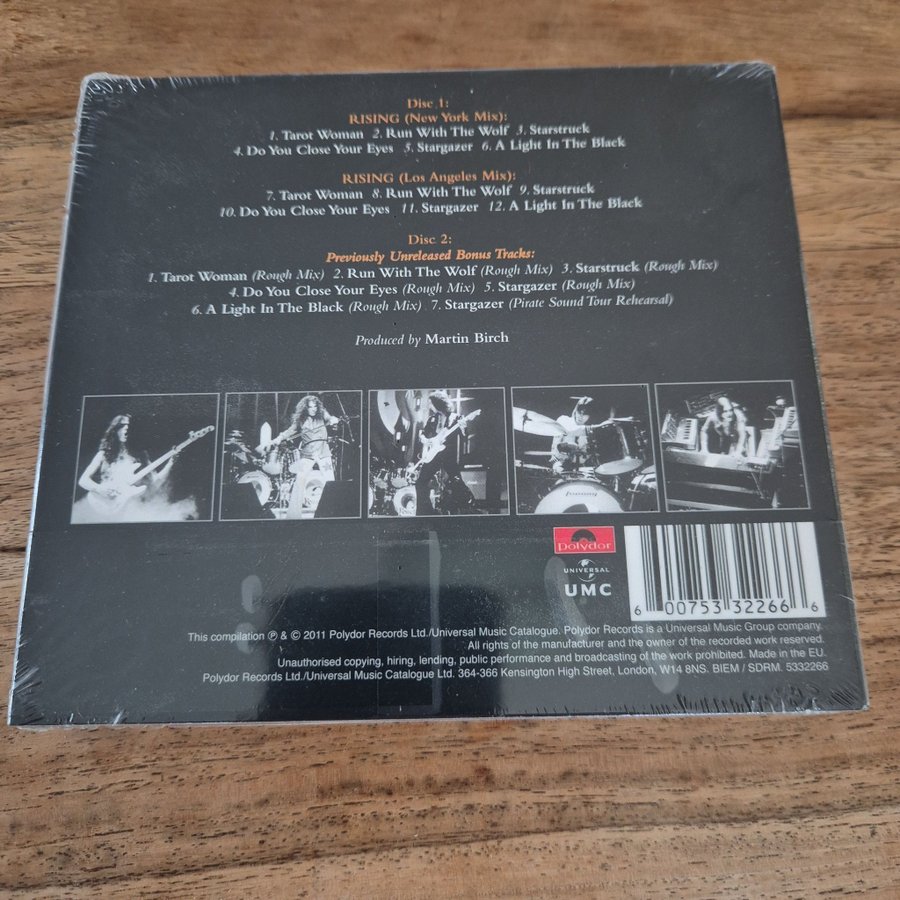 Disc 1:
RISING (New York Mix):
1. Tarot Woman 2. Run With The Wolf 3. Starstruck
4. Do You Close Your Eyes 5. Stargazer 6. A Light In The Black
RISING (Los Angeles Mix):
7. Tarot Woman 8. Run With The Wolf 9. Starstruck
10. Do You Close Your Eyes 11. Stargazer 12. A Light In The Black
Disc 2:
Previously Unreleased Bonus Tracks:
1. Tarot Woman (Rough Mix) 2. Run With The Wolf (Rough Mix) 3. Starstruck (Rough Mix)
4. Do You Close Your Eyes (Rough Mix) 5. Stargazer (Rough Mix)
6. A Light In The Black (Rough Mix) 7. Stargazer (Pirate Sound Tour Rehearsal)
Produced by Martin Birch
Polydor
UNIVERSAL
UMC
6 00753 32266 6
This compilation ℗ & © 2011 Polydor Records Ltd./Universal Music Catalogue. Polydor Records is a Universal Music Group company.
All rights of the manufacturer and the owner of the recorded work reserved.
Unauthorised copying, hiring, lending, public performance and broadcasting of the work prohibited. Made in the EU.
Polydor Records Ltd./Universal Music Catalogue Ltd. 364-366 Kensington High Street, London, W14 8NS. BIEM / SDRM. 5332266